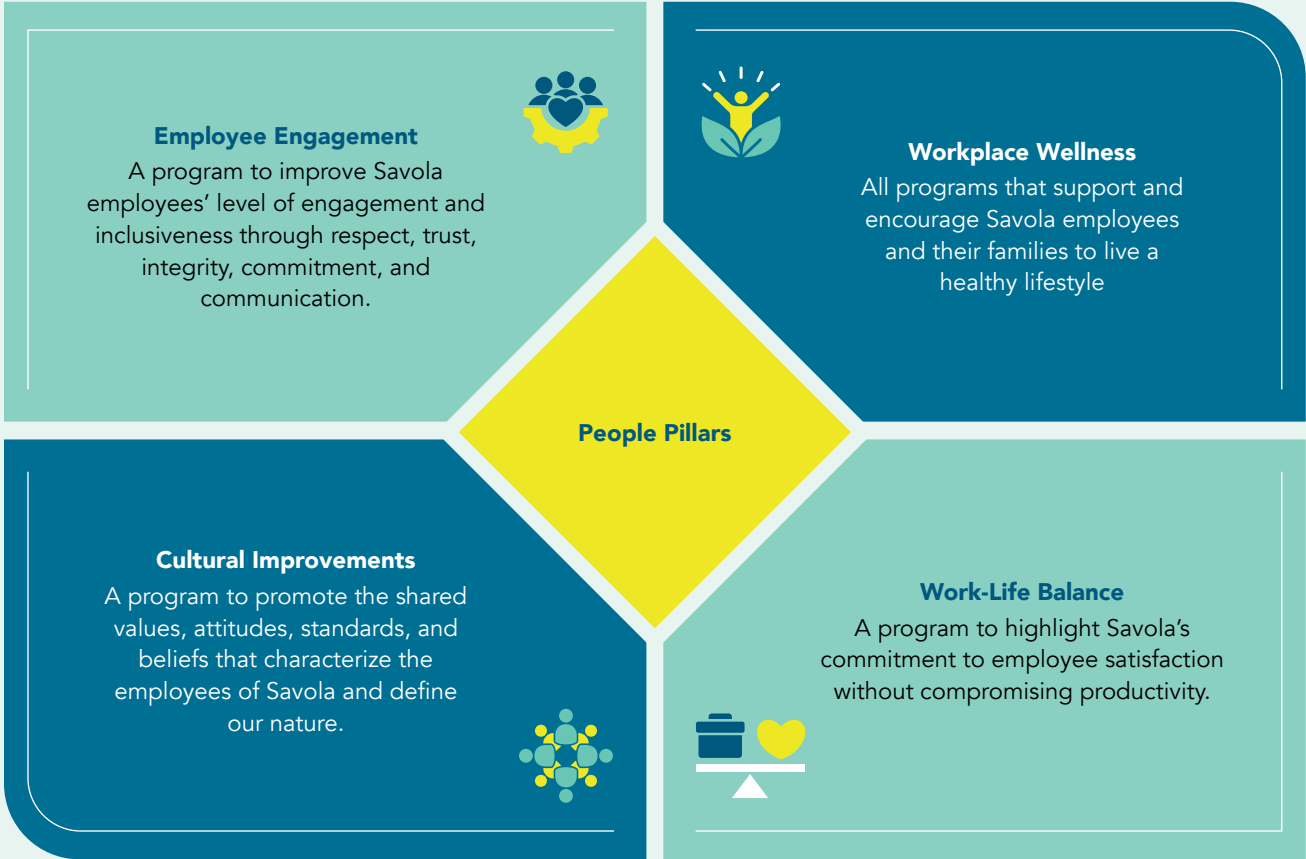 Employee Engagement
A program to improve Savola
employees’ level of engagement and
inclusiveness through respect, trust,
integrity, commitment, and
communication.
Workplace Wellness
All programs that support and
encourage Savola employees
and their families to live a
healthy lifestyle
People Pillars
Cultural Improvements
A program to promote the shared
values, attitudes, standards, and
beliefs that characterize the
employees of Savola and define
our nature.
Work-Life Balance
A program to highlight Savola’s
commitment to employee satisfaction
without compromising productivity.